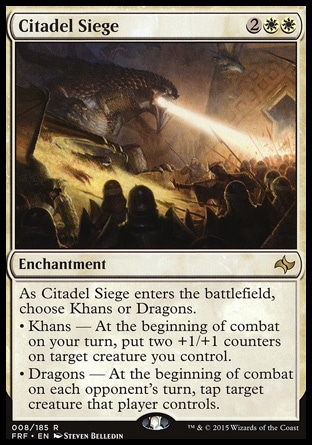 Citadel Siege 2
Enchantment
As Citadel Siege enters the battlefield,
choose Khans or Dragons.
• Khans — At the beginning of combat
on your turn, put two +1/+1 counters
on target creature you control.
• Dragons — At the beginning of combat
on each opponent's turn, tap target
creature that player controls.
008/185 R
FRF • EN Steven Belledin
™ & © 2015 Wizards of the Coast